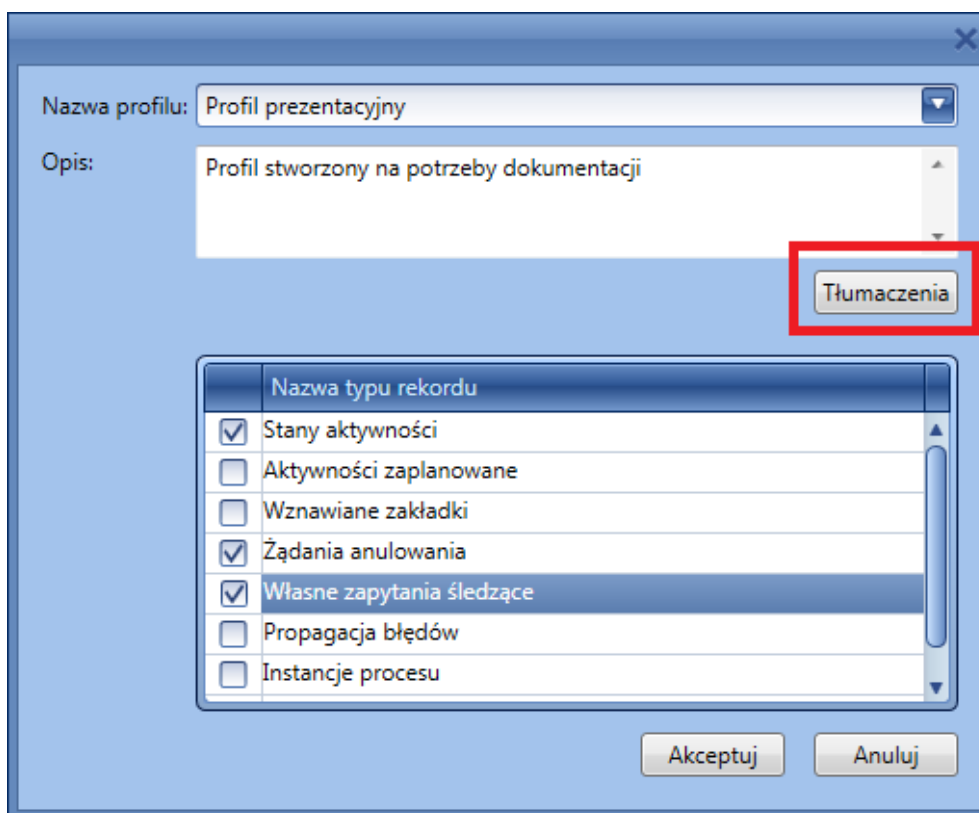 Nazwa profilu: Profil prezentacyjny
Opis: Profil stworzony na potrzeby dokumentacji
Tłumaczenia
Nazwa typu rekordu
Stany aktywności
Aktywności zaplanowane
Wznawiane zakładki
Żądania anulowania
Własne zapytania śledzące
Propagacja błędów
Instancje procesu
Akceptuj Anuluj